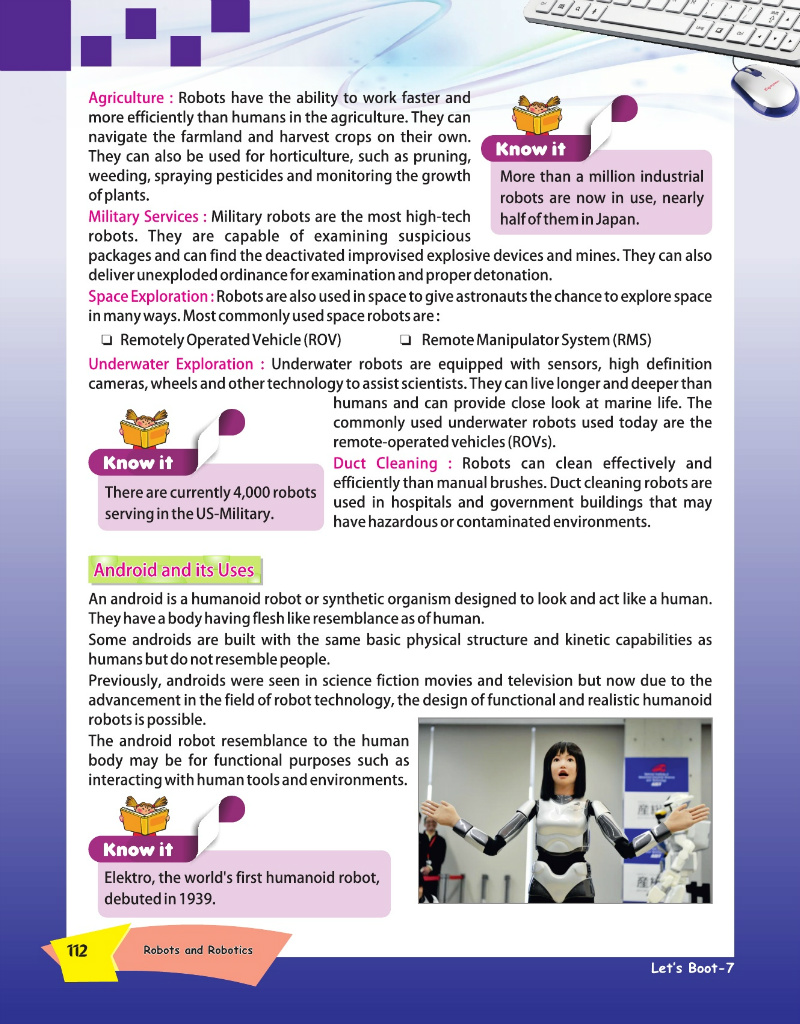 Agriculture : Robots have the ability to work faster and
more efficiently than humans in the agriculture. They can
navigate the farmland and harvest crops on their own.
They can also be used for horticulture, such as pruning,
weeding, spraying pesticides and monitoring the growth
of plants.
Know it
More than a million industrial
robots are now in use, nearly
half of them in Japan.
Military Services : Military robots are the most high-tech
robots. They are capable of examining suspicious
packages and can find the deactivated improvised explosive devices and mines. They can also
deliver unexploded ordinance for examination and proper detonation.
Space Exploration : Robots are also used in space to give astronauts the chance to explore space
in many ways. Most commonly used space robots are :
❏ Remotely Operated Vehicle (ROV) ❏ Remote Manipulator System (RMS)
Underwater Exploration : Underwater robots are equipped with sensors, high definition
cameras, wheels and other technology to assist scientists. They can live longer and deeper than
humans and can provide close look at marine life. The
commonly used underwater robots used today are the
remote-operated vehicles (ROVs).
Know it
There are currently 4,000 robots
serving in the US-Military.
Duct Cleaning : Robots can clean effectively and
efficiently than manual brushes. Duct cleaning robots are
used in hospitals and government buildings that may
have hazardous or contaminated environments.
Android and its Uses
An android is a humanoid robot or synthetic organism designed to look and act like a human.
They have a body having flesh like resemblance as of human.
Some androids are built with the same basic physical structure and kinetic capabilities as
humans but do not resemble people.
Previously, androids were seen in science fiction movies and television but now due to the
advancement in the field of robot technology, the design of functional and realistic humanoid
robots is possible.
The android robot resemblance to the human
body may be for functional purposes such as
interacting with human tools and environments.
Know it
Elektro, the world's first humanoid robot,
debuted in 1939.
112
Robots and Robotics
Let's Boot-7